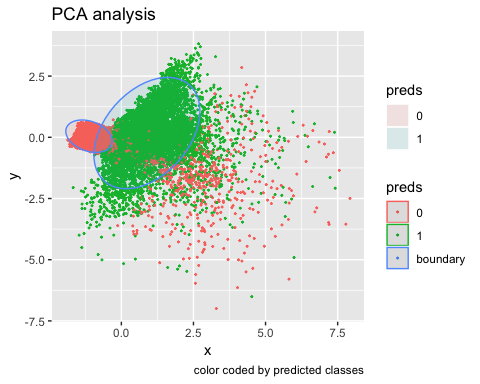 PCA analysis
2.5
0.0
-2.5
-5.0
-7.5
y
0.0
2.5
5.0
7.5
x
color coded by predicted classes
preds
0
1
preds
0
1
boundary